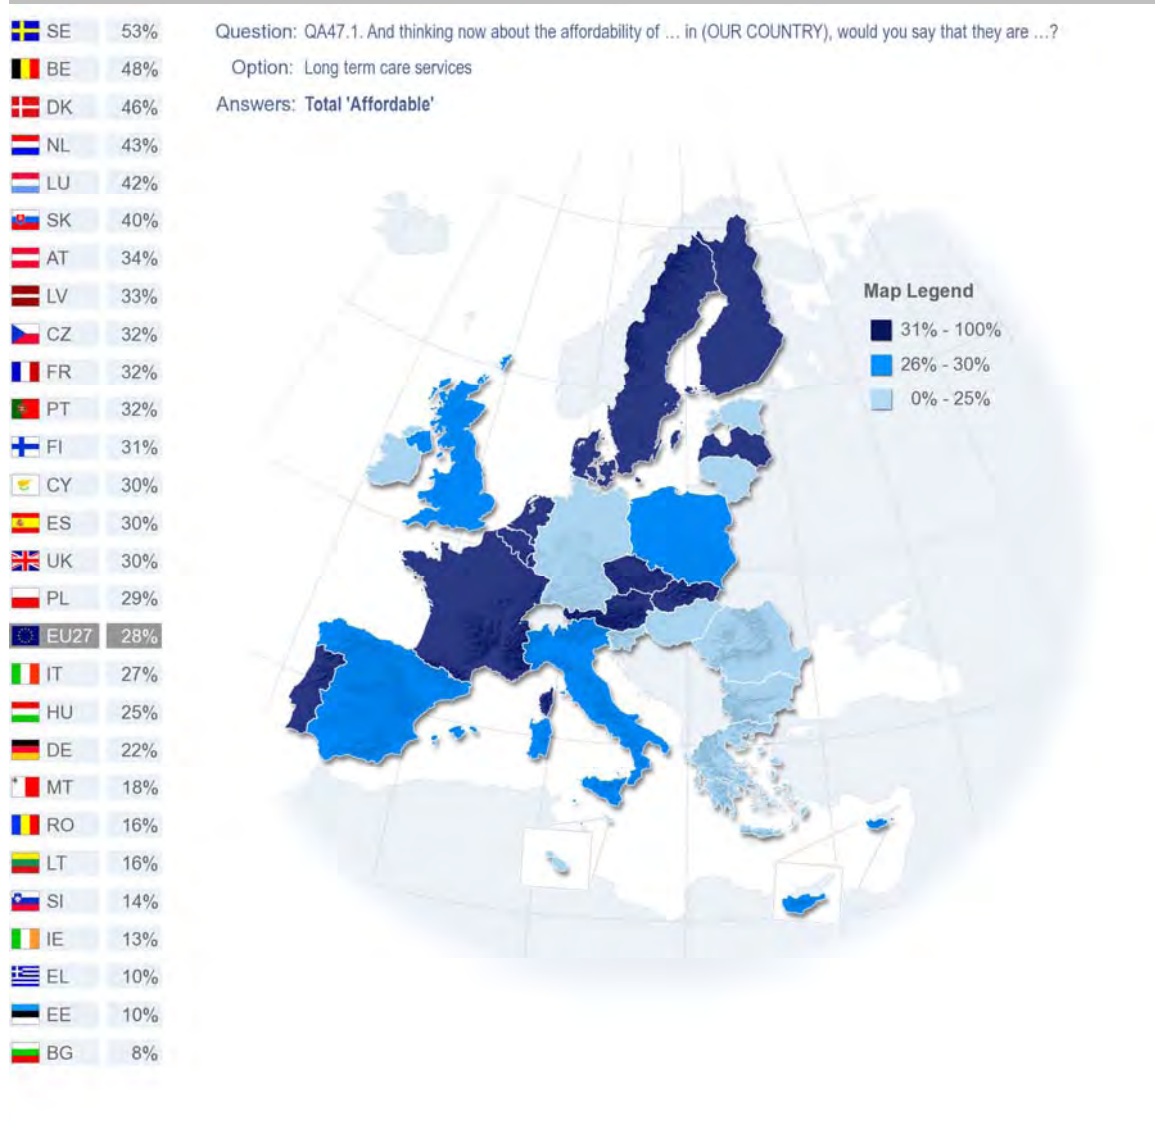 Question: QA47.1. And thinking now about the affordability of ... in (OUR COUNTRY), would you say that they are ...?
Option: Long term care services
Answers: Total 'Affordable'
SE 53%
BE 48%
DK 46%
NL 43%
LU 42%
SK 40%
AT 34%
LV 33%
CZ 32%
FR 32%
PT 32%
FI 31%
CY 30%
ES 30%
UK 30%
PL 29%
EU27 28%
IT 27%
HU 25%
DE 22%
MT 18%
RO 16%
LT 16%
SI 14%
IE 13%
EL 10%
EE 10%
BG 8%
Map Legend
31% - 100%
26% - 30%
0% - 25%